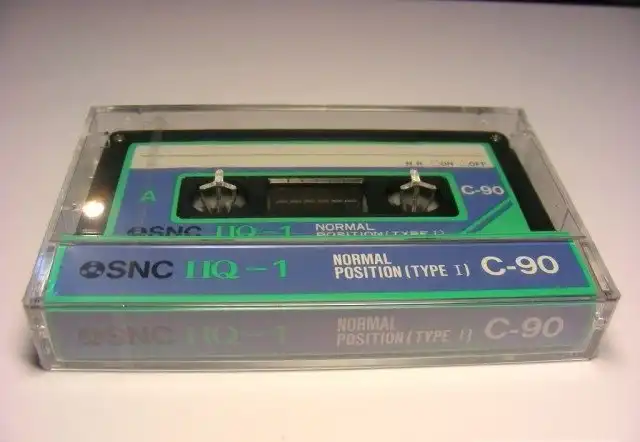 N.R. ON OFF
A
C-90
SNC HQ-1 NORMAL
POSITION(TYPE I)
SNC HQ-1 NORMAL
POSITION(TYPE I) C-90
SNC HQ-1 NORMAL
POSITION(TYPE I) C-90